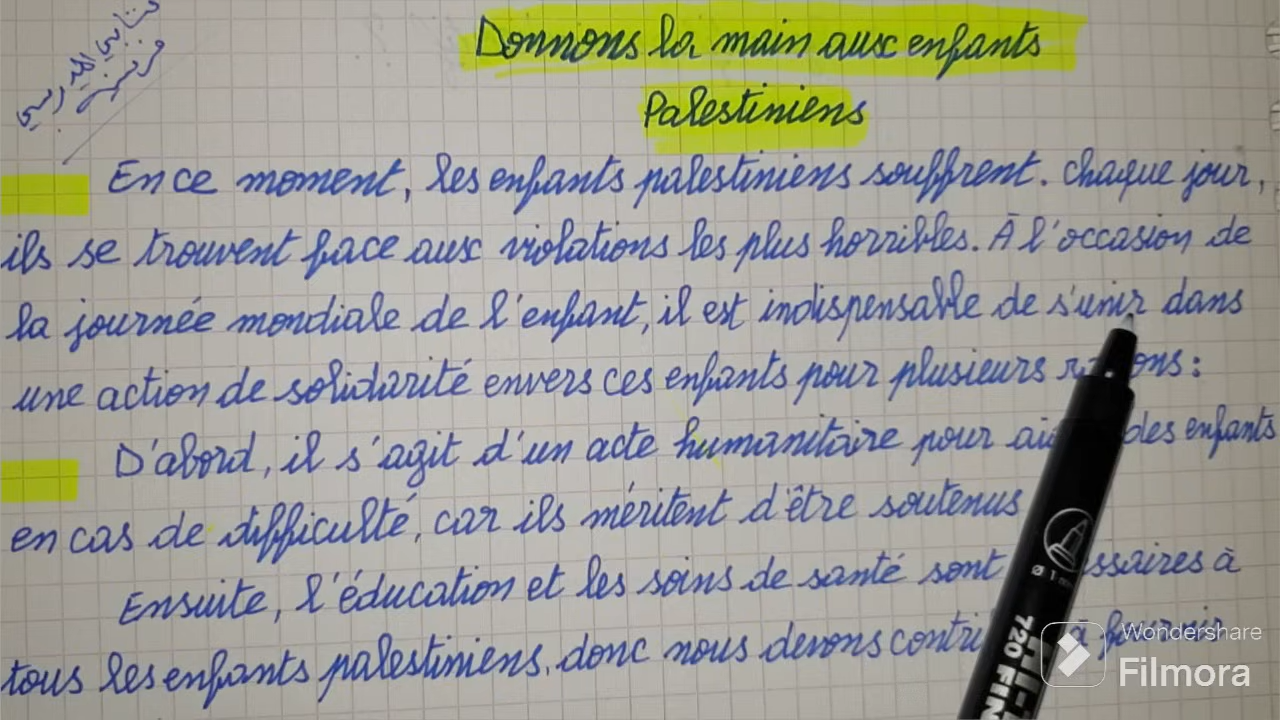 Donnons la main aux enfants
Palestiniens
En ce moment, les enfants palestiniens souffrent. Chaque jour,
ils se trouvent face aux violations les plus horribles. À l'occasion de
la journée mondiale de l'enfant, il est indispensable de s'unir dans
une action de solidarité envers ces enfants pour plusieurs
D'abord, il s'agit d'un acte humanitaire pour des enfants
en cas de difficulté, car ils méritent d'être soutenus
Ensuite, l'éducation et les soins de santé sont à
tous les enfants palestiniens, donc nous devons à fournir
Ø 1
720
Wondershare
Filmora